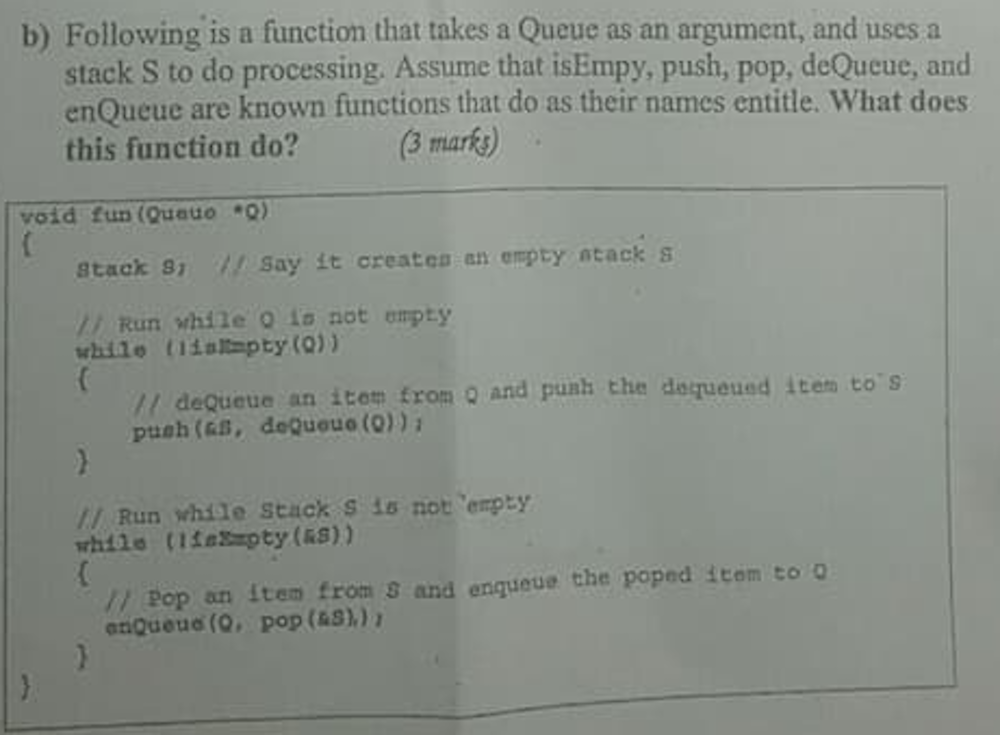 b) Following is a function that takes a Queue as an argument, and uses a
stack S to do processing. Assume that isEmpy, push, pop, deQueue, and
enQueue are known functions that do as their names entitle. What does
this function do? (3 marks)
void fun(Queue *Q)
{
Stack S; // Say it creates an empty stack S
// Run while Q is not empty
while (!isEmpty(Q))
{
// deQueue an item from Q and push the dequeued item to S
push(&S, deQueue(Q));
}
// Run while Stack S is not empty
while (!isEmpty(&S))
{
// Pop an item from S and enqueue the poped item to Q
enQueue(Q, pop(&S));
}
}